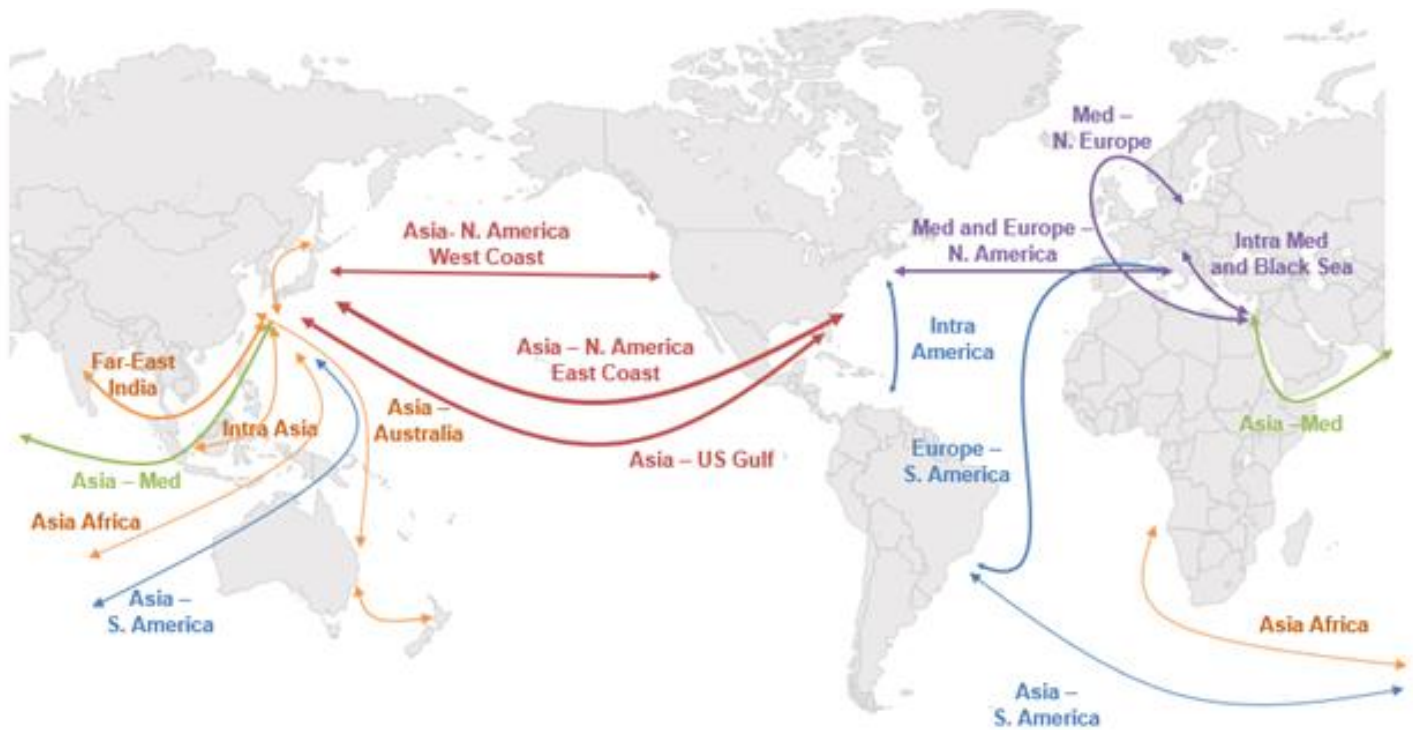 Med –
N. Europe
Asia- N. America
West Coast
Med and Europe –
N. America
Intra Med
and Black Sea
Intra
America
Asia – N. America
East Coast
Far-East
India
Asia –
Australia
Intra Asia
Asia –Med
Asia – US Gulf
Europe –
S. America
Asia – Med
Asia Africa
Asia –
S. America
Asia Africa
Asia –
S. America